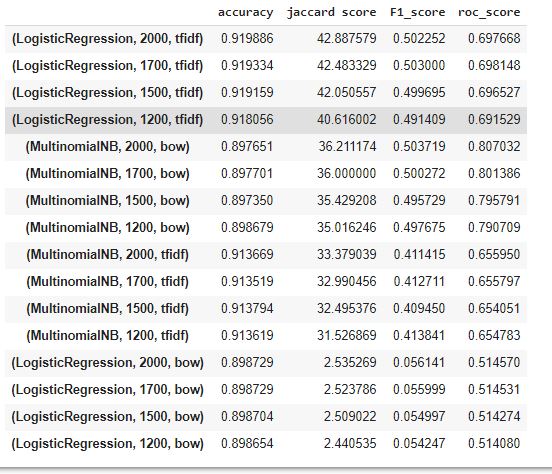 accuracy jaccard score F1_score roc_score
(LogisticRegression, 2000, tfidf) 0.919886 42.887579 0.502252 0.697668
(LogisticRegression, 1700, tfidf) 0.919334 42.483329 0.503000 0.698148
(LogisticRegression, 1500, tfidf) 0.919159 42.050557 0.499695 0.696527
(LogisticRegression, 1200, tfidf) 0.918056 40.616002 0.491409 0.691529
(MultinomialNB, 2000, bow) 0.897651 36.211174 0.503719 0.807032
(MultinomialNB, 1700, bow) 0.897701 36.000000 0.500272 0.801386
(MultinomialNB, 1500, bow) 0.897350 35.429208 0.495729 0.795791
(MultinomialNB, 1200, bow) 0.898679 35.016246 0.497675 0.790709
(MultinomialNB, 2000, tfidf) 0.913669 33.379039 0.411415 0.655950
(MultinomialNB, 1700, tfidf) 0.913519 32.990456 0.412711 0.655797
(MultinomialNB, 1500, tfidf) 0.913794 32.495376 0.409450 0.654051
(MultinomialNB, 1200, tfidf) 0.913619 31.526869 0.413841 0.654783
(LogisticRegression, 2000, bow) 0.898729 2.535269 0.056141 0.514570
(LogisticRegression, 1700, bow) 0.898729 2.523786 0.055999 0.514531
(LogisticRegression, 1500, bow) 0.898704 2.509022 0.054997 0.514274
(LogisticRegression, 1200, bow) 0.898654 2.440535 0.054247 0.514080